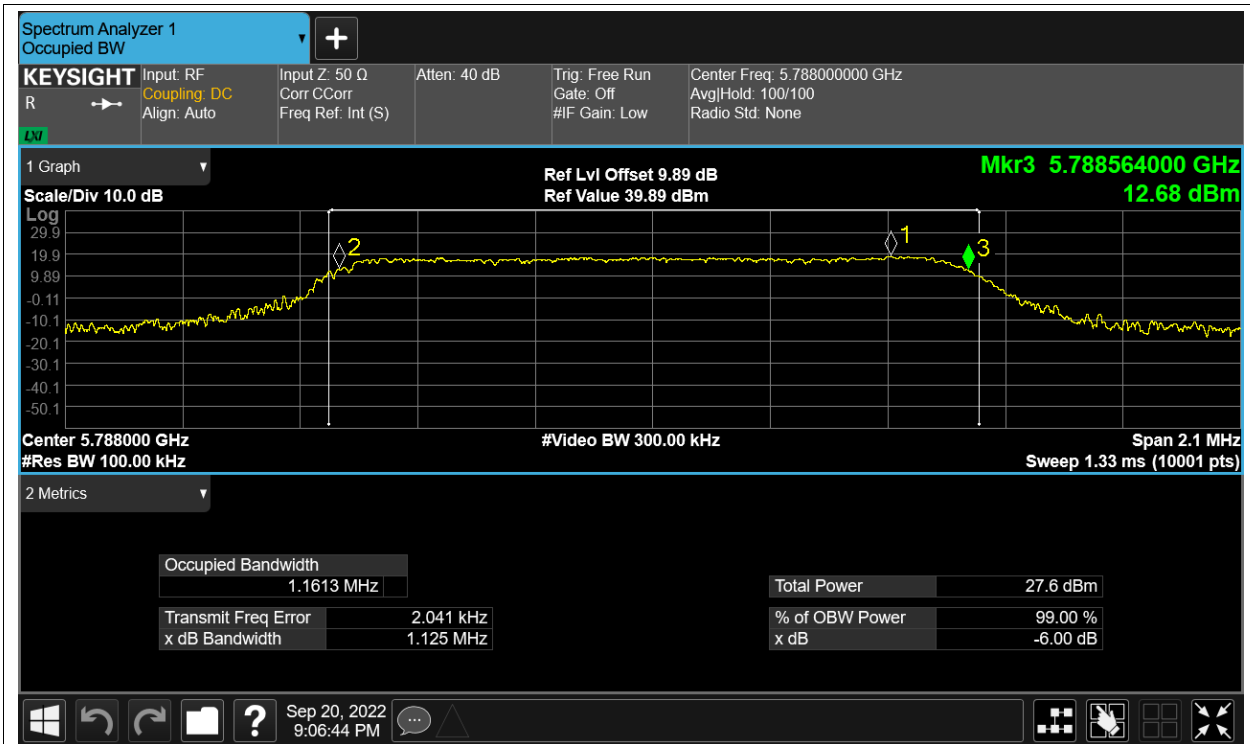 Spectrum Analyzer 1
Occupied BW
KEYSIGHT
R
LXI
Input: RF
Coupling: DC
Align: Auto
Input Z: 50 Ω
Corr CCorr
Freq Ref: Int (S)
Atten: 40 dB
Trig: Free Run
Gate: Off
#IF Gain: Low
Center Freq: 5.788000000 GHz
Avg|Hold: 100/100
Radio Std: None
1 Graph
Scale/Div 10.0 dB
Ref Lvl Offset 9.89 dB
Ref Value 39.89 dBm
Mkr3 5.788564000 GHz
12.68 dBm
Log
29.9
19.9
9.89
-0.11
-10.1
-20.1
-30.1
-40.1
-50.1
2
1
3
Center 5.788000 GHz
#Res BW 100.00 kHz
#Video BW 300.00 kHz
Span 2.1 MHz
Sweep 1.33 ms (10001 pts)
2 Metrics
Occupied Bandwidth
1.1613 MHz
Transmit Freq Error 2.041 kHz
x dB Bandwidth 1.125 MHz
Total Power 27.6 dBm
% of OBW Power 99.00 %
x dB -6.00 dB
?
Sep 20, 2022
9:06:44 PM